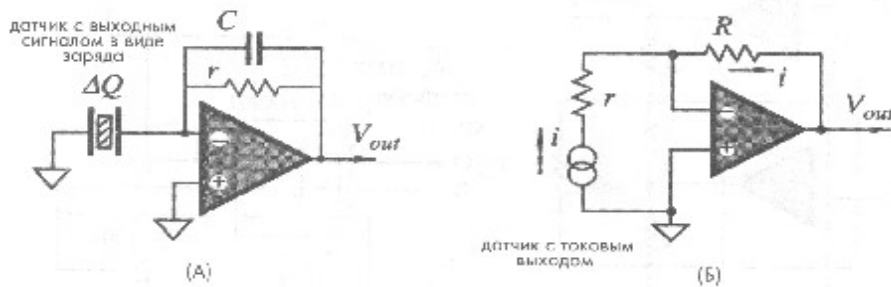 датчик с выходным
сигналом в виде
заряда
ΔQ
C
r
−
+
V_out
(А)
R
i
r
i
−
+
V_out
датчик с токовым
выходом
(Б)